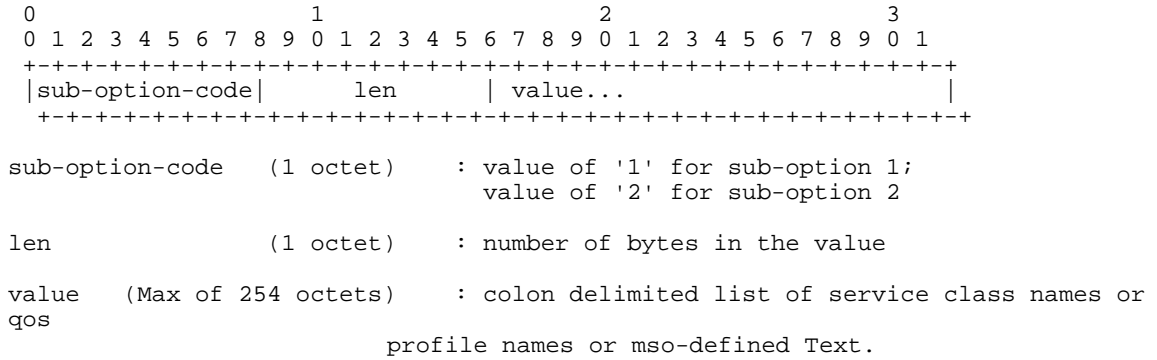 0                   1                   2                   3
0 1 2 3 4 5 6 7 8 9 0 1 2 3 4 5 6 7 8 9 0 1 2 3 4 5 6 7 8 9 0 1
+-+-+-+-+-+-+-+-+-+-+-+-+-+-+-+-+-+-+-+-+-+-+-+-+-+-+-+-+-+-+-+-+
|sub-option-code|      len      | value...                      |
+-+-+-+-+-+-+-+-+-+-+-+-+-+-+-+-+-+-+-+-+-+-+-+-+-+-+-+-+-+-+-+-+
sub-option-code   (1 octet)    : value of '1' for sub-option 1;
value of '2' for sub-option 2
len               (1 octet)    : number of bytes in the value
value   (Max of 254 octets)    : colon delimited list of service class names or
qos
profile names or mso-defined Text.